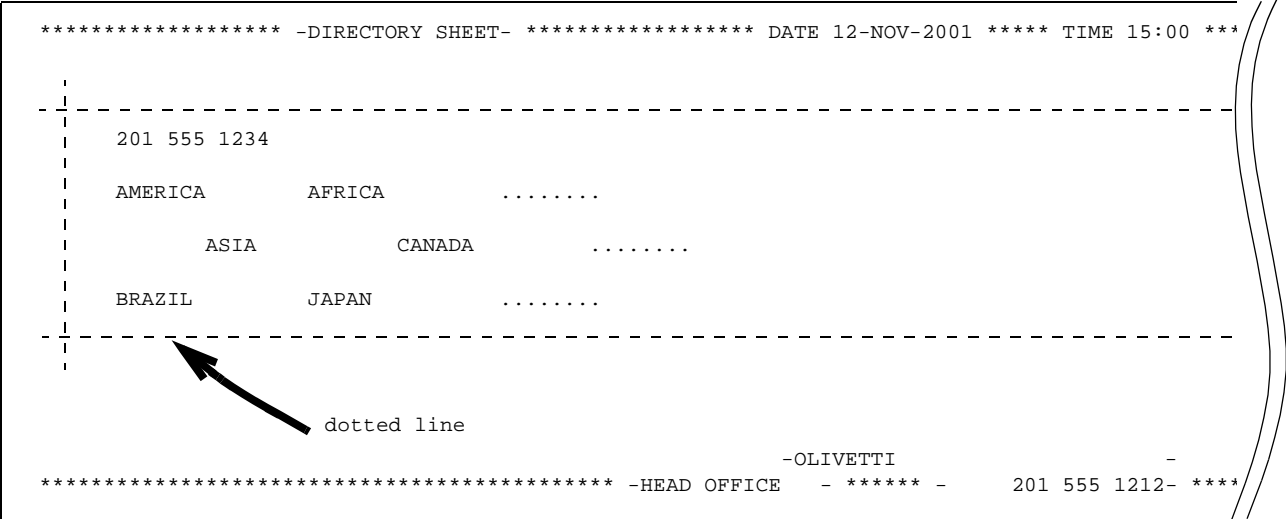 ******************* -DIRECTORY SHEET- ****************** DATE 12-NOV-2001 ***** TIME 15:00 ***
201 555 1234
AMERICA AFRICA ........
ASIA CANADA ........
BRAZIL JAPAN ........
dotted line
-OLIVETTI -
********************************************* -HEAD OFFICE - ****** - 201 555 1212- ****